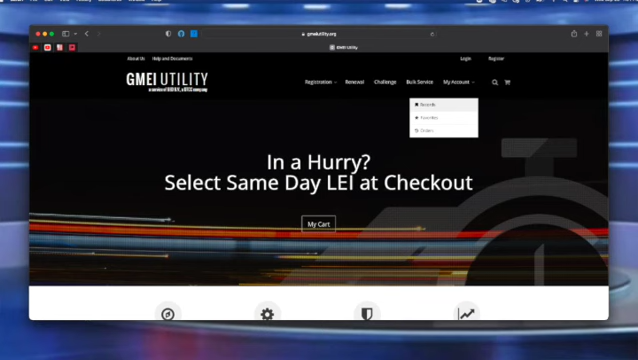 gmeiutility.org
GMEI Utility
About Us Help and Documents Login Register
GMEI UTILITY
Registration Renewal Challenge Bulk Service My Account
Records
Favorites
Orders
In a Hurry?
Select Same Day LEI at Checkout
My Cart